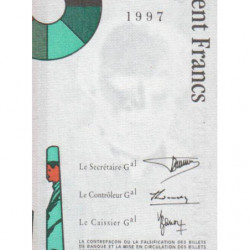 1997
ent Francs
Le Secrétaire Gal
Le Contrôleur Gal
Le Caissier Gal
LA CONTREFAÇON OU LA FALSIFICATION DES BILLETS
DE BANQUE ET LA MISE EN CIRCULATION DES BILLETS